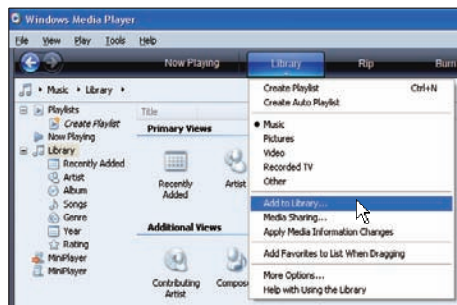 Windows Media Player
File View Play Tools Help
Now Playing Library Rip Burn
Music Library
Playlists
Create Playlist
Now Playing
Library
Recently Added
Artist
Album
Songs
Genre
Year
Rating
MiniPlayer
MiniPlayer
Title
Primary Views
Recently Added
Artist
Additional Views
Contributing Artist
Compos
Create Playlist Ctrl+N
Create Auto Playlist
Music
Pictures
Video
Recorded TV
Other
Add to Library...
Media Sharing...
Apply Media Information Changes
Add Favorites to List When Dragging
More Options...
Help with Using the Library